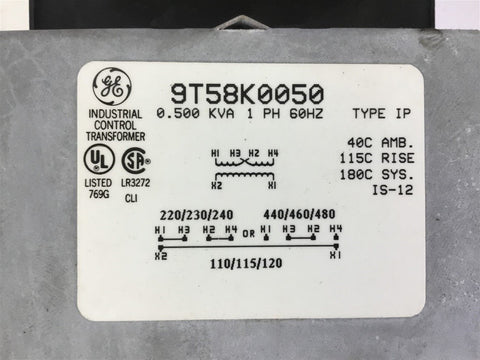 GE 9T58K0050
0.500 KVA 1 PH 60HZ TYPE IP
INDUSTRIAL
CONTROL
TRANSFORMER
40C AMB.
115C RISE
180C SYS.
IS-12
UL SA
LISTED LR3272
769G CLI
H1 H3 H2 H4
X2 X1
220/230/240 440/460/480
H1 H3 H2 H4 OR H1 H3 H2 H4
X2 X1
110/115/120